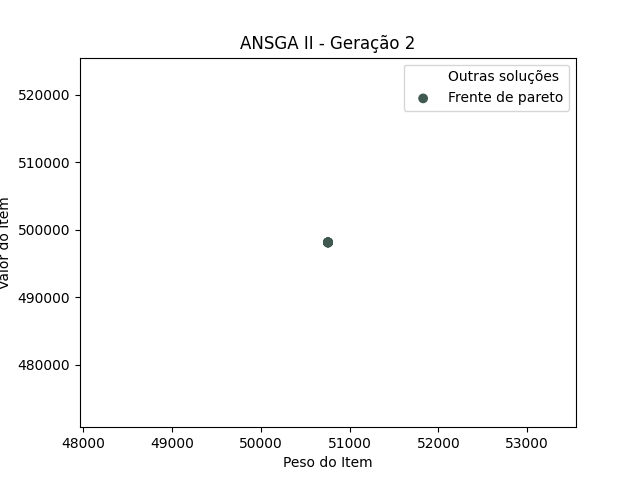 ANSGA II - Geração 2
Outras soluções
Frente de pareto
520000
510000
500000
490000
480000
Valor do Item
48000
49000
50000
51000
52000
53000
Peso do Item